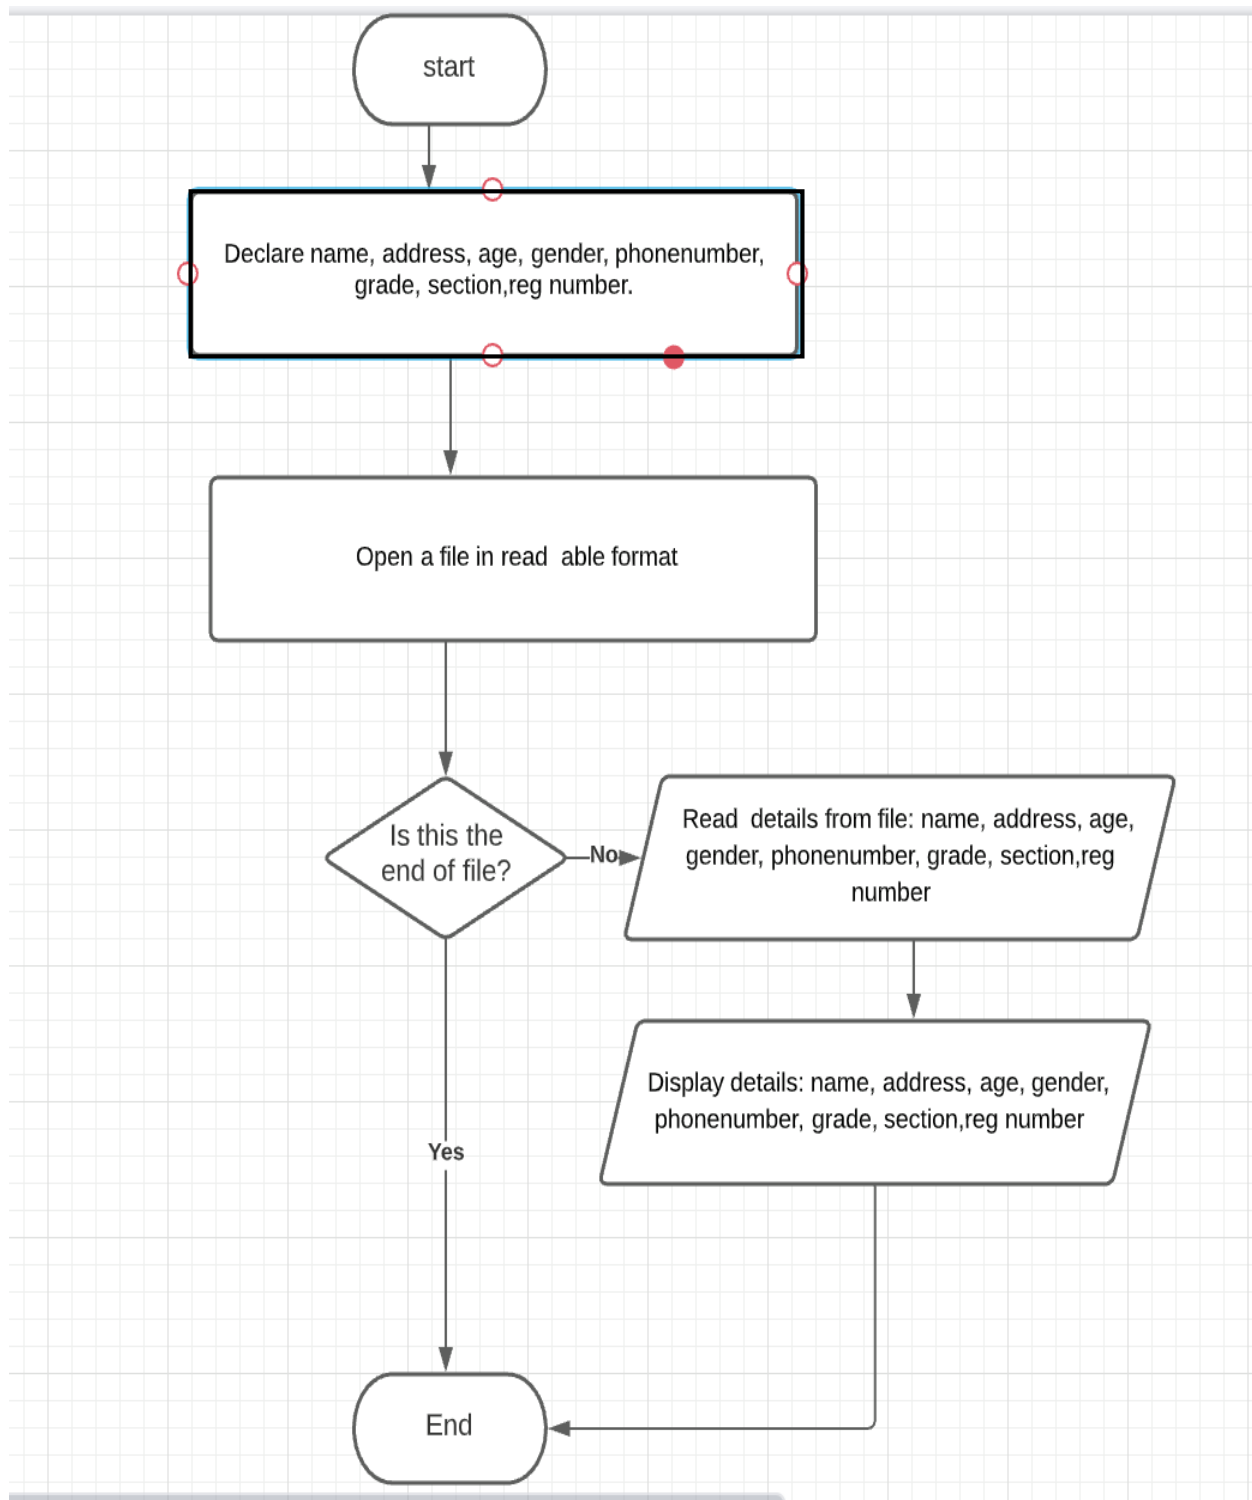 start
Declare name, address, age, gender, phonenumber,
grade, section,reg number.
Open a file in read  able format
Is this the
end of file?
No
Read  details from file: name, address, age,
gender, phonenumber, grade, section,reg
number
Display details: name, address, age, gender,
phonenumber, grade, section,reg number
Yes
End